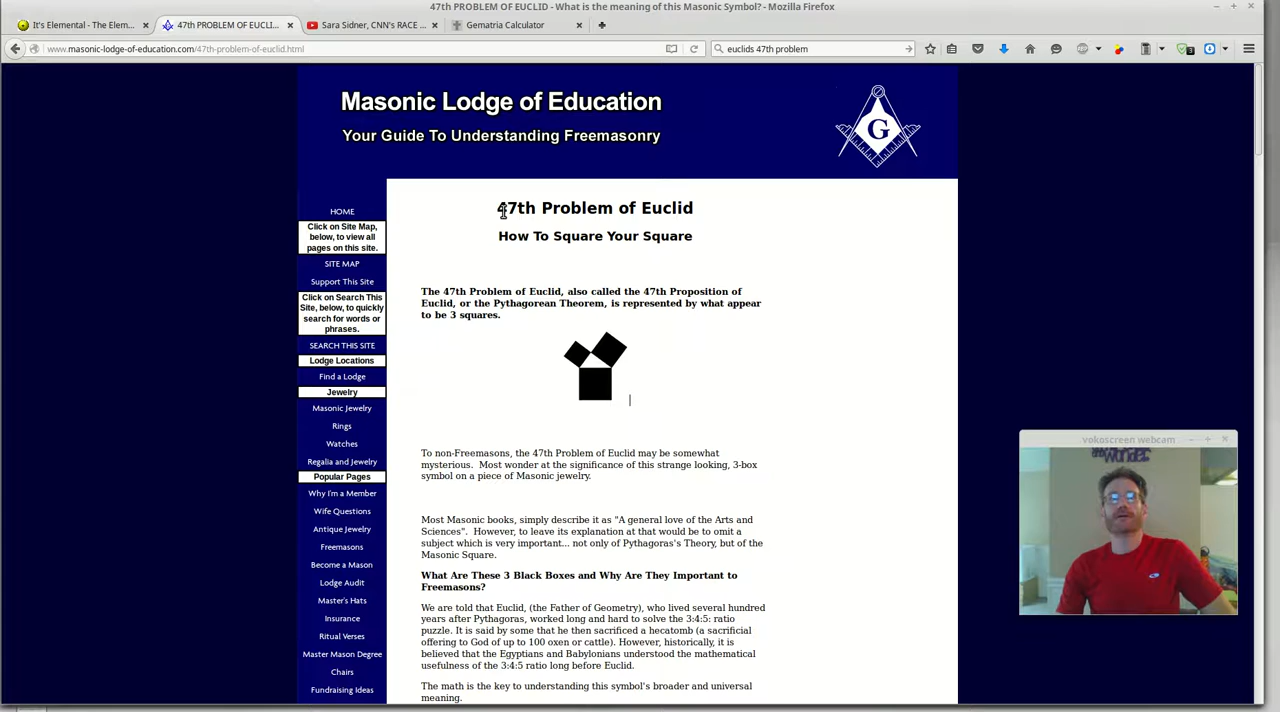 47th PROBLEM OF EUCLID - What is the meaning of this Masonic Symbol? - Mozilla Firefox
It's Elemental - The Elem...
47th PROBLEM OF EUCLI...
Sara Sidner, CNN's RACE ...
Gematria Calculator
www.masonic-lodge-of-education.com/47th-problem-of-euclid.html
euclids 47th problem
Masonic Lodge of Education
Your Guide To Understanding Freemasonry
G
HOME
Click on Site Map,
below, to view all
pages on this site.
SITE MAP
Support This Site
Click on Search This
Site, below, to quickly
search for words or
phrases.
SEARCH THIS SITE
Lodge Locations
Find a Lodge
Jewelry
Masonic Jewelry
Rings
Watches
Regalia and Jewelry
Popular Pages
Why I'm a Member
Wife Questions
Antique Jewelry
Freemasons
Become a Mason
Lodge Audit
Master's Hats
Insurance
Ritual Verses
Master Mason Degree
Chairs
Fundraising Ideas
47th Problem of Euclid
How To Square Your Square
The 47th Problem of Euclid, also called the 47th Proposition of
Euclid, or the Pythagorean Theorem, is represented by what appear
to be 3 squares.
To non-Freemasons, the 47th Problem of Euclid may be somewhat
mysterious. Most wonder at the significance of this strange looking, 3-box
symbol on a piece of Masonic jewelry.
Most Masonic books, simply describe it as "A general love of the Arts and
Sciences". However, to leave its explanation at that would be to omit a
subject which is very important... not only of Pythagoras's Theory, but of the
Masonic Square.
What Are These 3 Black Boxes and Why Are They Important to
Freemasons?
We are told that Euclid, (the Father of Geometry), who lived several hundred
years after Pythagoras, worked long and hard to solve the 3:4:5: ratio
puzzle. It is said by some that he then sacrificed a hecatomb (a sacrificial
offering to God of up to 100 oxen or cattle). However, historically, it is
believed that the Egyptians and Babylonians understood the mathematical
usefulness of the 3:4:5 ratio long before Euclid.
The math is the key to understanding this symbol's broader and universal
meaning.
vokoscreen webcam